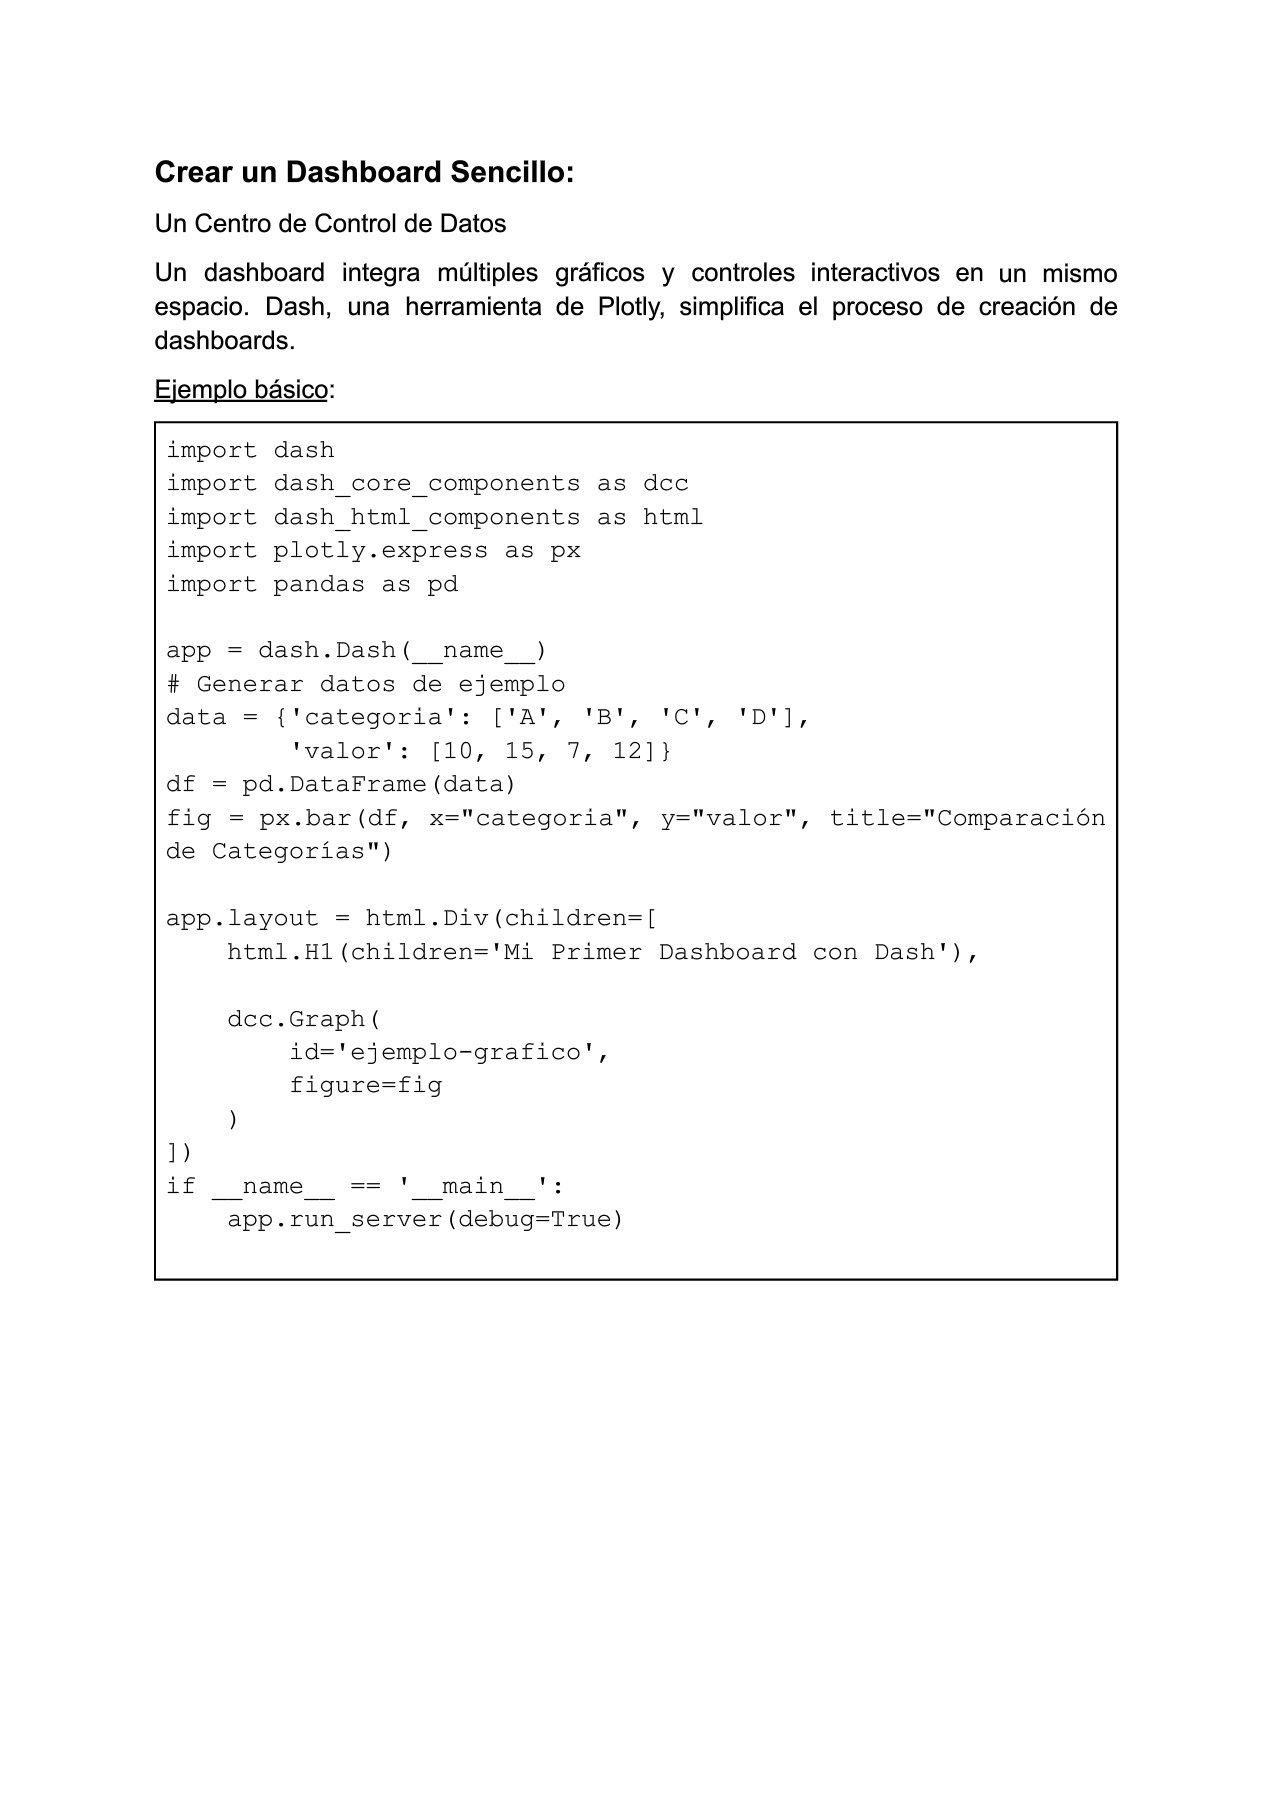 Crear un Dashboard Sencillo:
Un Centro de Control de Datos
Un dashboard integra múltiples gráficos y controles interactivos en un mismo
espacio. Dash, una herramienta de Plotly, simplifica el proceso de creación de
dashboards.
Ejemplo básico:
import dash
import dash_core_components as dcc
import dash_html_components as html
import plotly.express as px
import pandas as pd

app = dash.Dash(__name__)
# Generar datos de ejemplo
data = {'categoria': ['A', 'B', 'C', 'D'],
        'valor': [10, 15, 7, 12]}
df = pd.DataFrame(data)
fig = px.bar(df, x="categoria", y="valor", title="Comparación
de Categorías")

app.layout = html.Div(children=[
    html.H1(children='Mi Primer Dashboard con Dash'),

    dcc.Graph(
        id='ejemplo-grafico',
        figure=fig
    )
])
if __name__ == '__main__':
    app.run_server(debug=True)